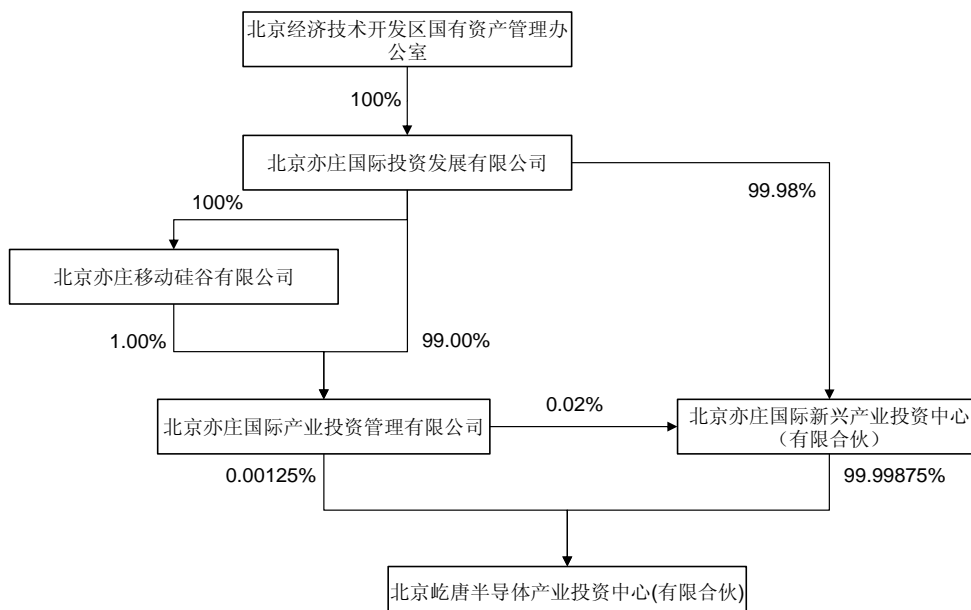 北京经济技术开发区国有资产管理办
公室
100%
北京亦庄国际投资发展有限公司
100%
99.98%
北京亦庄移动硅谷有限公司
1.00%
99.00%
北京亦庄国际产业投资管理有限公司
0.02%
北京亦庄国际新兴产业投资中心
（有限合伙）
0.00125%
99.99875%
北京屹唐半导体产业投资中心(有限合伙)